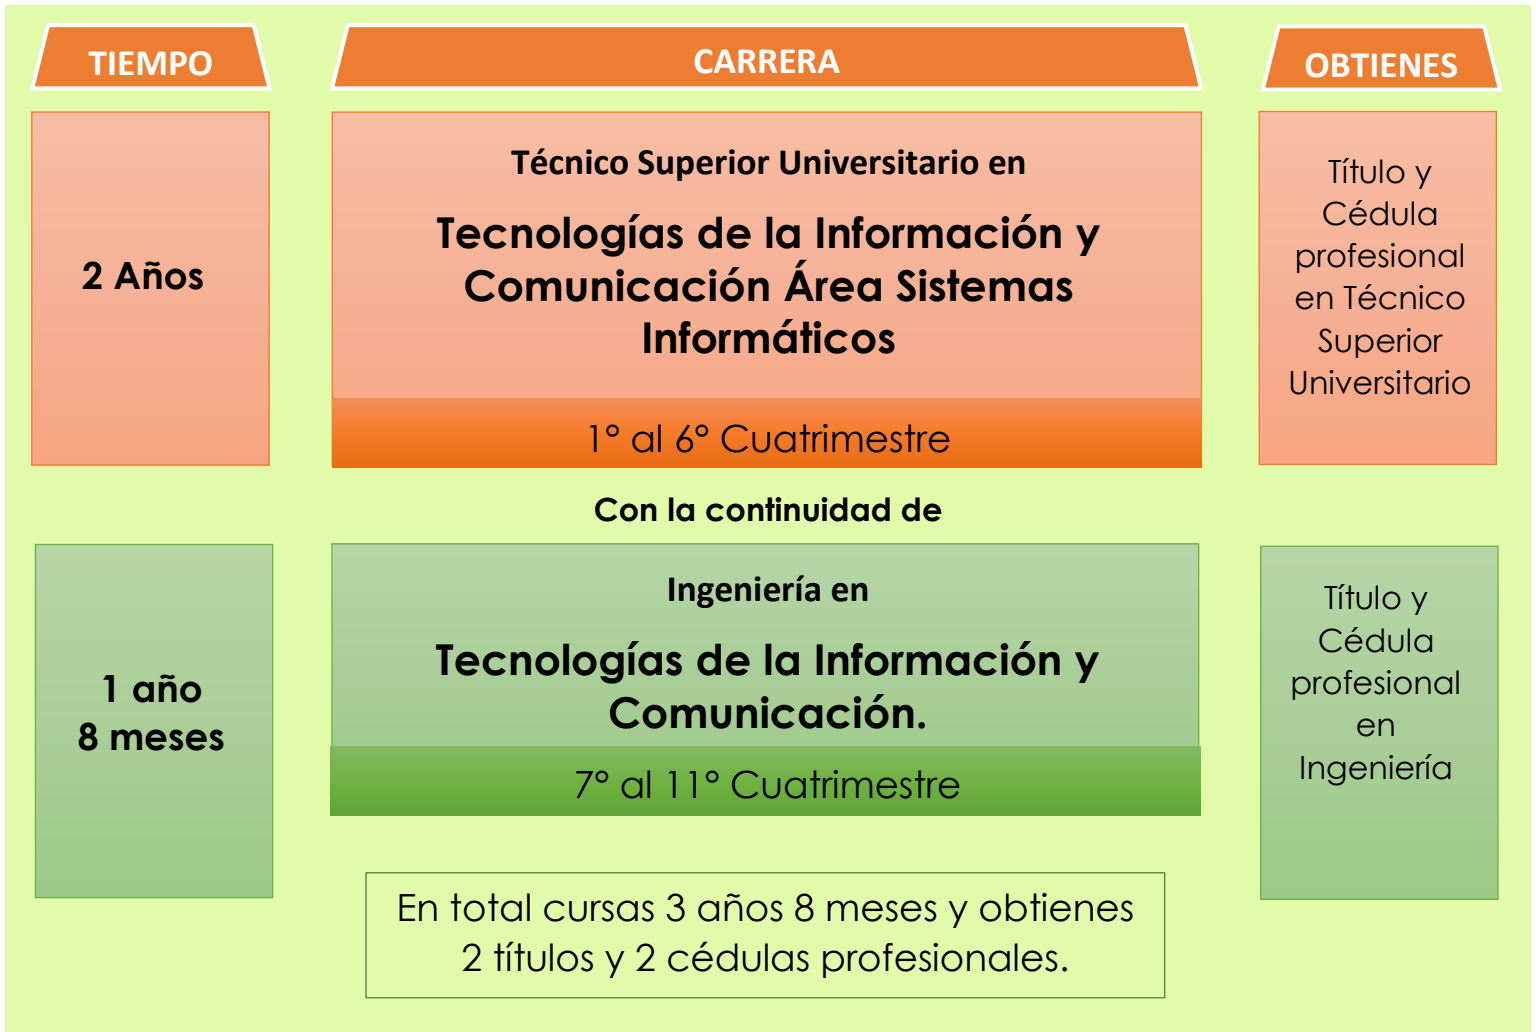 TIEMPO
CARRERA
OBTIENES
2 Años
Técnico Superior Universitario en
Tecnologías de la Información y
Comunicación Área Sistemas
Informáticos
1° al 6° Cuatrimestre
Título y
Cédula
profesional
en Técnico
Superior
Universitario
Con la continuidad de
1 año
8 meses
Ingeniería en
Tecnologías de la Información y
Comunicación.
7° al 11° Cuatrimestre
Título y
Cédula
profesional
en
Ingeniería
En total cursas 3 años 8 meses y obtienes
2 títulos y 2 cédulas profesionales.